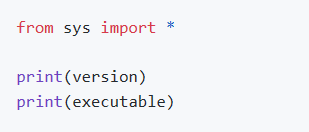 from sys import *
print(version)
print(executable)